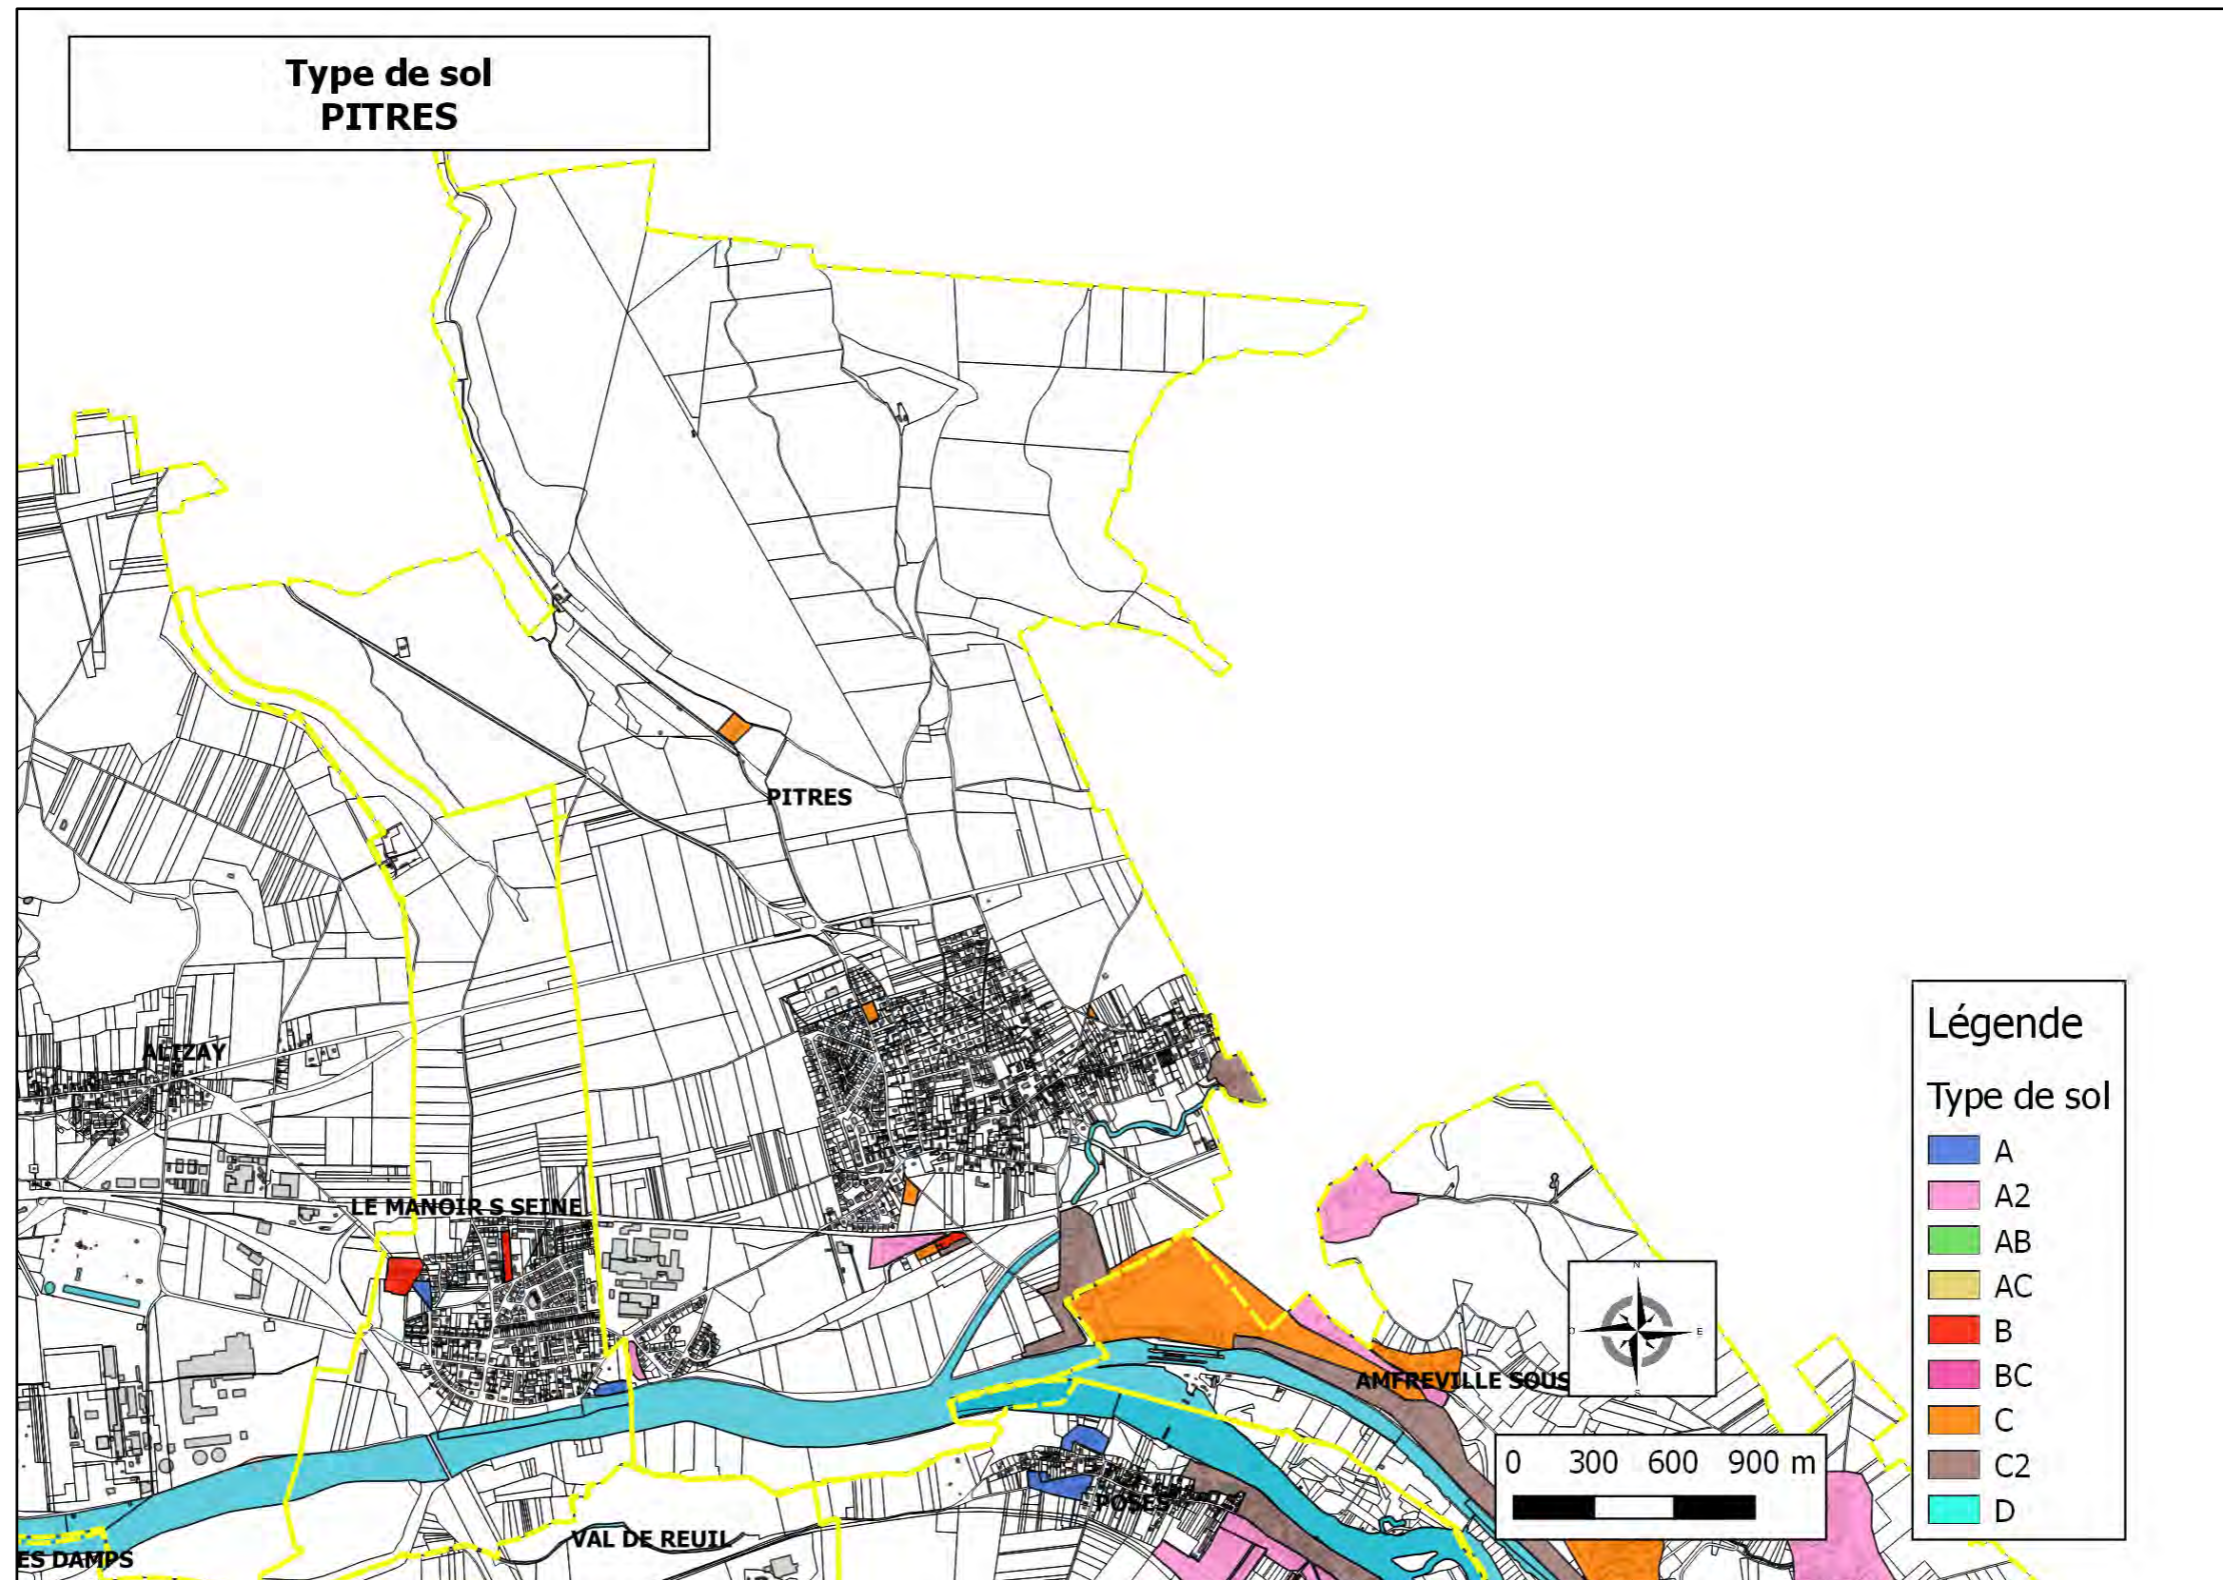 Type de sol
PITRES
PITRES
ALIZAY
LE MANOIR S SEINE
AMFREVILLE SOUS
POSES
VAL DE REUIL
ES DAMPS
N
O
E
S
0 300 600 900 m
Légende
Type de sol
A
A2
AB
AC
B
BC
C
C2
D